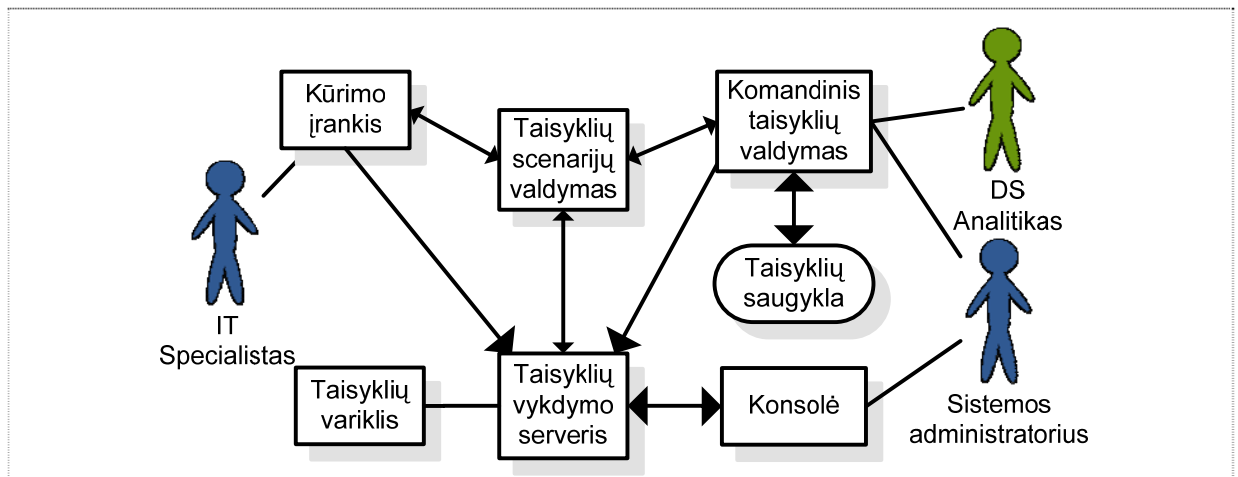 Kūrimo
įrankis
Taisyklių
scenarijų
valdymas
Komandinis
taisyklių
valdymas
DS
Analitikas
Taisyklių
saugykla
IT
Specialistas
Taisyklių
variklis
Taisyklių
vykdymo
serveris
Konsolė
Sistemos
administratorius